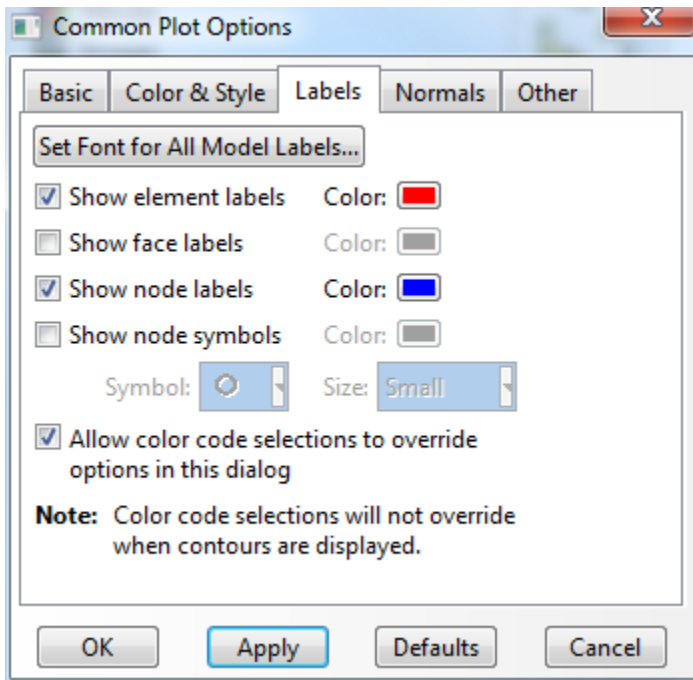 Common Plot Options
x
Basic Color & Style Labels Normals Other
Set Font for All Model Labels...
Show element labels Color:
Show face labels Color:
Show node labels Color:
Show node symbols Color:
Symbol: Size: Small
Allow color code selections to override
options in this dialog
Note: Color code selections will not override
when contours are displayed.
OK Apply Defaults Cancel